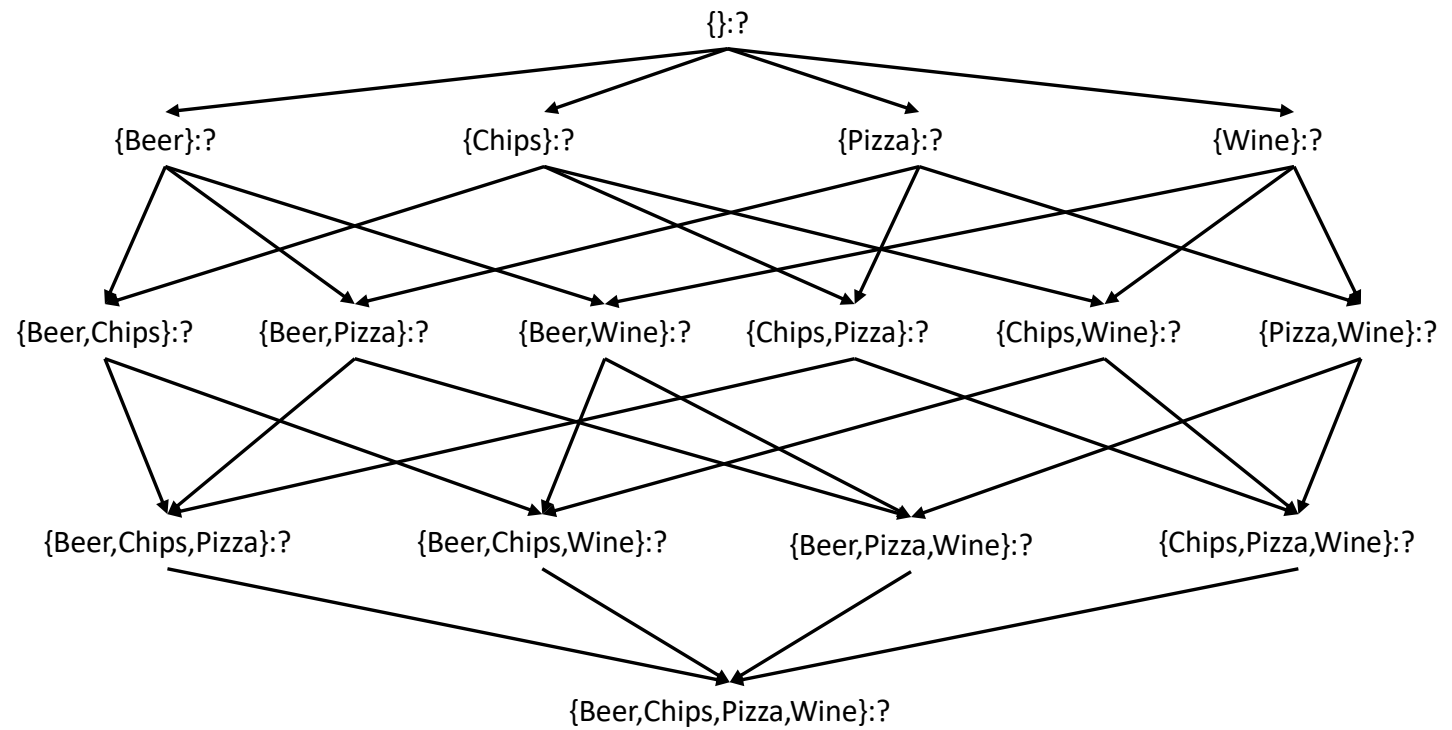 {}:?
{Beer}:? {Chips}:? {Pizza}:? {Wine}:?
{Beer,Chips}:? {Beer,Pizza}:? {Beer,Wine}:? {Chips,Pizza}:? {Chips,Wine}:? {Pizza,Wine}:?
{Beer,Chips,Pizza}:? {Beer,Chips,Wine}:? {Beer,Pizza,Wine}:? {Chips,Pizza,Wine}:?
{Beer,Chips,Pizza,Wine}:?